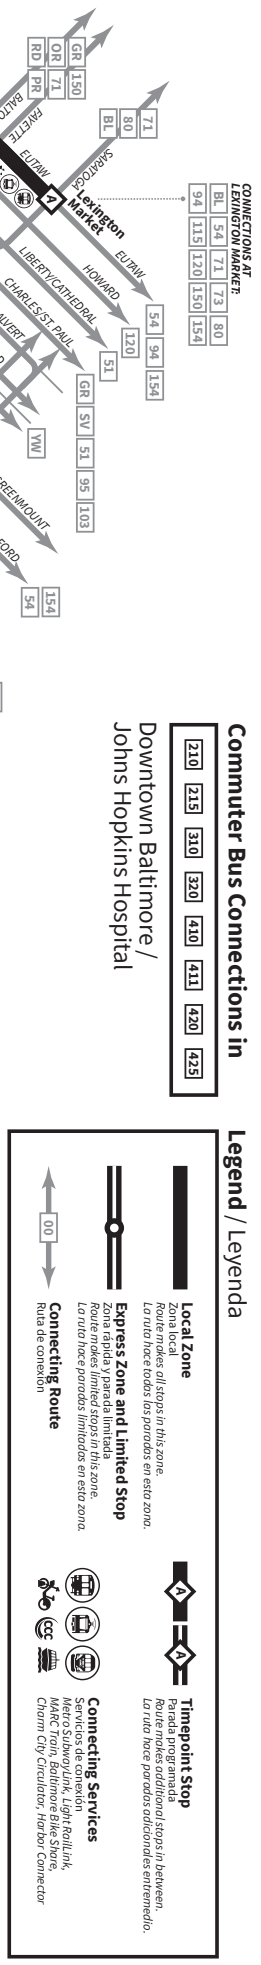 CONNECTIONS AT
LEXINGTON MARKET:
BL 54 71 73 80
94 115 120 150 154
71
80
BL
GR 150
OR 71
RD PR
BALTO
FAYETTE
EUTAW
SARATOGA
A
Lexington
Market
EUTAW
HOWARD
LIBERTY/CATHEDRAL
CHARLES/ST. PAUL
ALVERT
REENMOUNT
FORD
54 94 154
120
51
GR SV 51 95 103
YW
154
54
Commuter Bus Connections in
210 215 310 320 410 411 420 425
Downtown Baltimore /
Johns Hopkins Hospital
Legend / Leyenda
Local Zone
Zona local
Route makes all stops in this zone.
La ruta hace todas las paradas en esta zona.
Express Zone and Limited Stop
Zona rápida y parada limitada
Route makes limited stops in this zone.
La ruta hace paradas limitadas en esta zona.
00
Connecting Route
Ruta de conexión
A A
Timepoint Stop
Parada programada
Route makes additional stops in between.
La ruta hace paradas adicionales entremedio.
CCC
Connecting Services
Servicios de conexión
Metro SubwayLink, Light RailLink,
MARC Train, Baltimore Bike Share,
Charm City Circulator, Harbor Connector